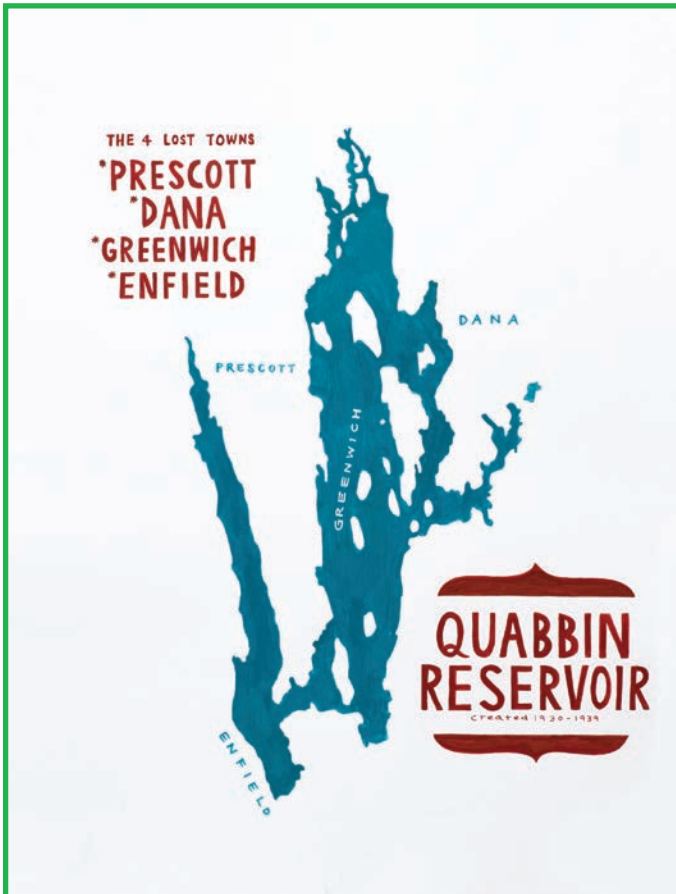 THE 4 LOST TOWNS
*PRESCOTT
*DANA
*GREENWICH
*ENFIELD
DANA
PRESCOTT
GREENWICH
QUABBIN
RESERVOIR
Created 1930-1939
ENFIELD